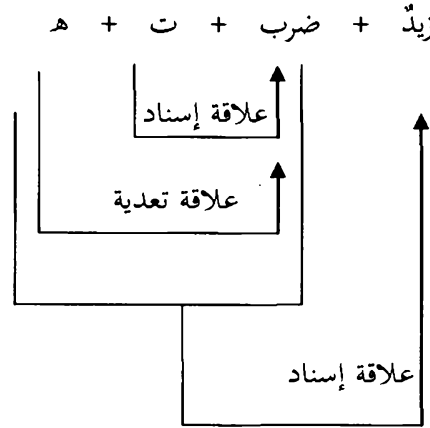 زيدٌ + ضرب + ت + ه
علاقة إسناد
علاقة تعدية
علاقة إسناد